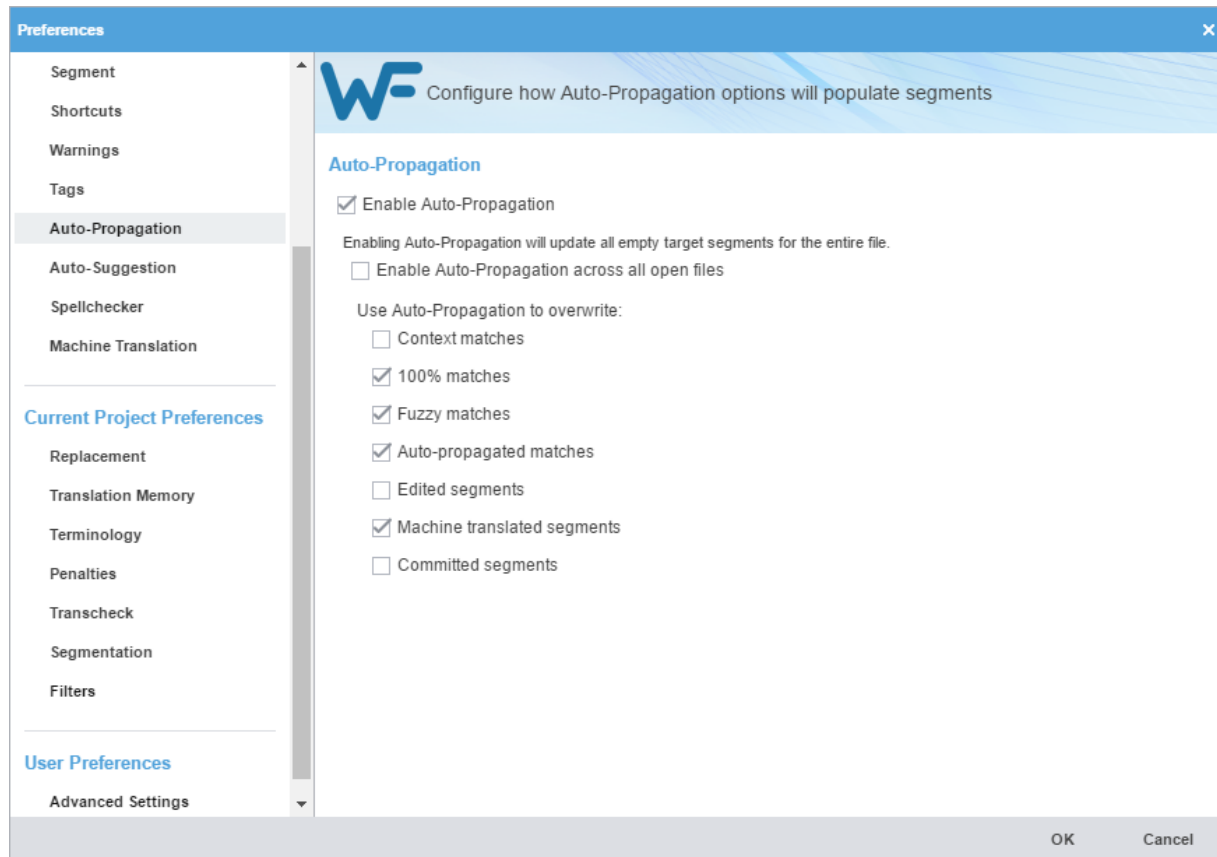 Preferences
Segment
Shortcuts
Warnings
Tags
Auto-Propagation
Auto-Suggestion
Spellchecker
Machine Translation
Current Project Preferences
Replacement
Translation Memory
Terminology
Penalties
Transcheck
Segmentation
Filters
User Preferences
Advanced Settings
WF
Configure how Auto-Propagation options will populate segments
Auto-Propagation
Enable Auto-Propagation
Enabling Auto-Propagation will update all empty target segments for the entire file.
Enable Auto-Propagation across all open files
Use Auto-Propagation to overwrite:
Context matches
100% matches
Fuzzy matches
Auto-propagated matches
Edited segments
Machine translated segments
Committed segments
OK Cancel